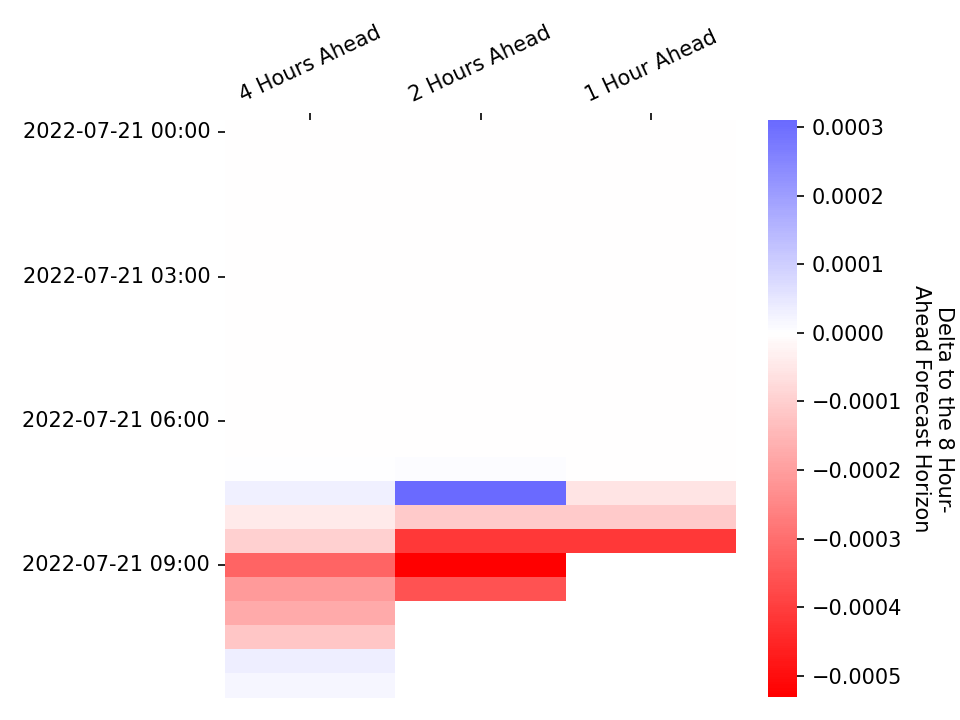 4 Hours Ahead
2 Hours Ahead
1 Hour Ahead
2022-07-21 00:00
2022-07-21 03:00
2022-07-21 06:00
2022-07-21 09:00
0.0003
0.0002
0.0001
0.0000
−0.0001
−0.0002
−0.0003
−0.0004
−0.0005
Delta to the 8 Hour-
Ahead Forecast Horizon